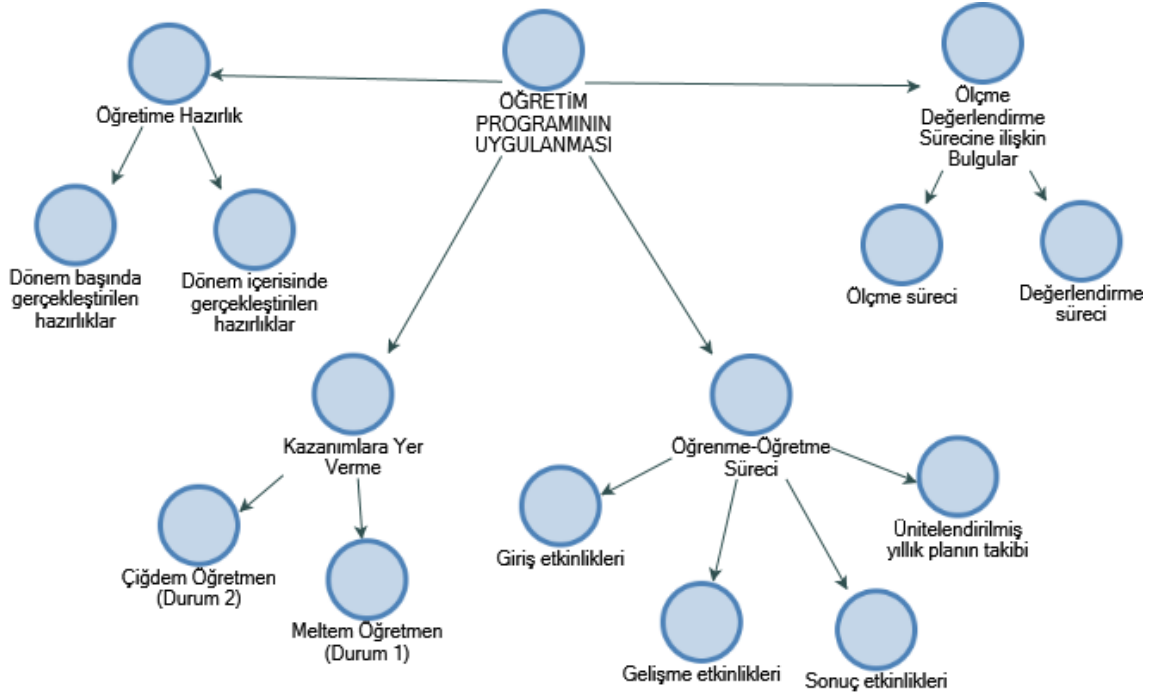 ÖĞRETİM
PROGRAMININ
UYGULANMASI
Öğretime Hazırlık
Dönem başında
gerçekleştirilen
hazırlıklar
Dönem içerisinde
gerçekleştirilen
hazırlıklar
Ölçme
Değerlendirme
Sürecine ilişkin
Bulgular
Ölçme süreci
Değerlendirme
süreci
Kazanımlara Yer
Verme
Çiğdem Öğretmen
(Durum 2)
Meltem Öğretmen
(Durum 1)
Öğrenme-Öğretme
Süreci
Giriş etkinlikleri
Gelişme etkinlikleri
Sonuç etkinlikleri
Ünitelendirilmiş
yıllık planın takibi